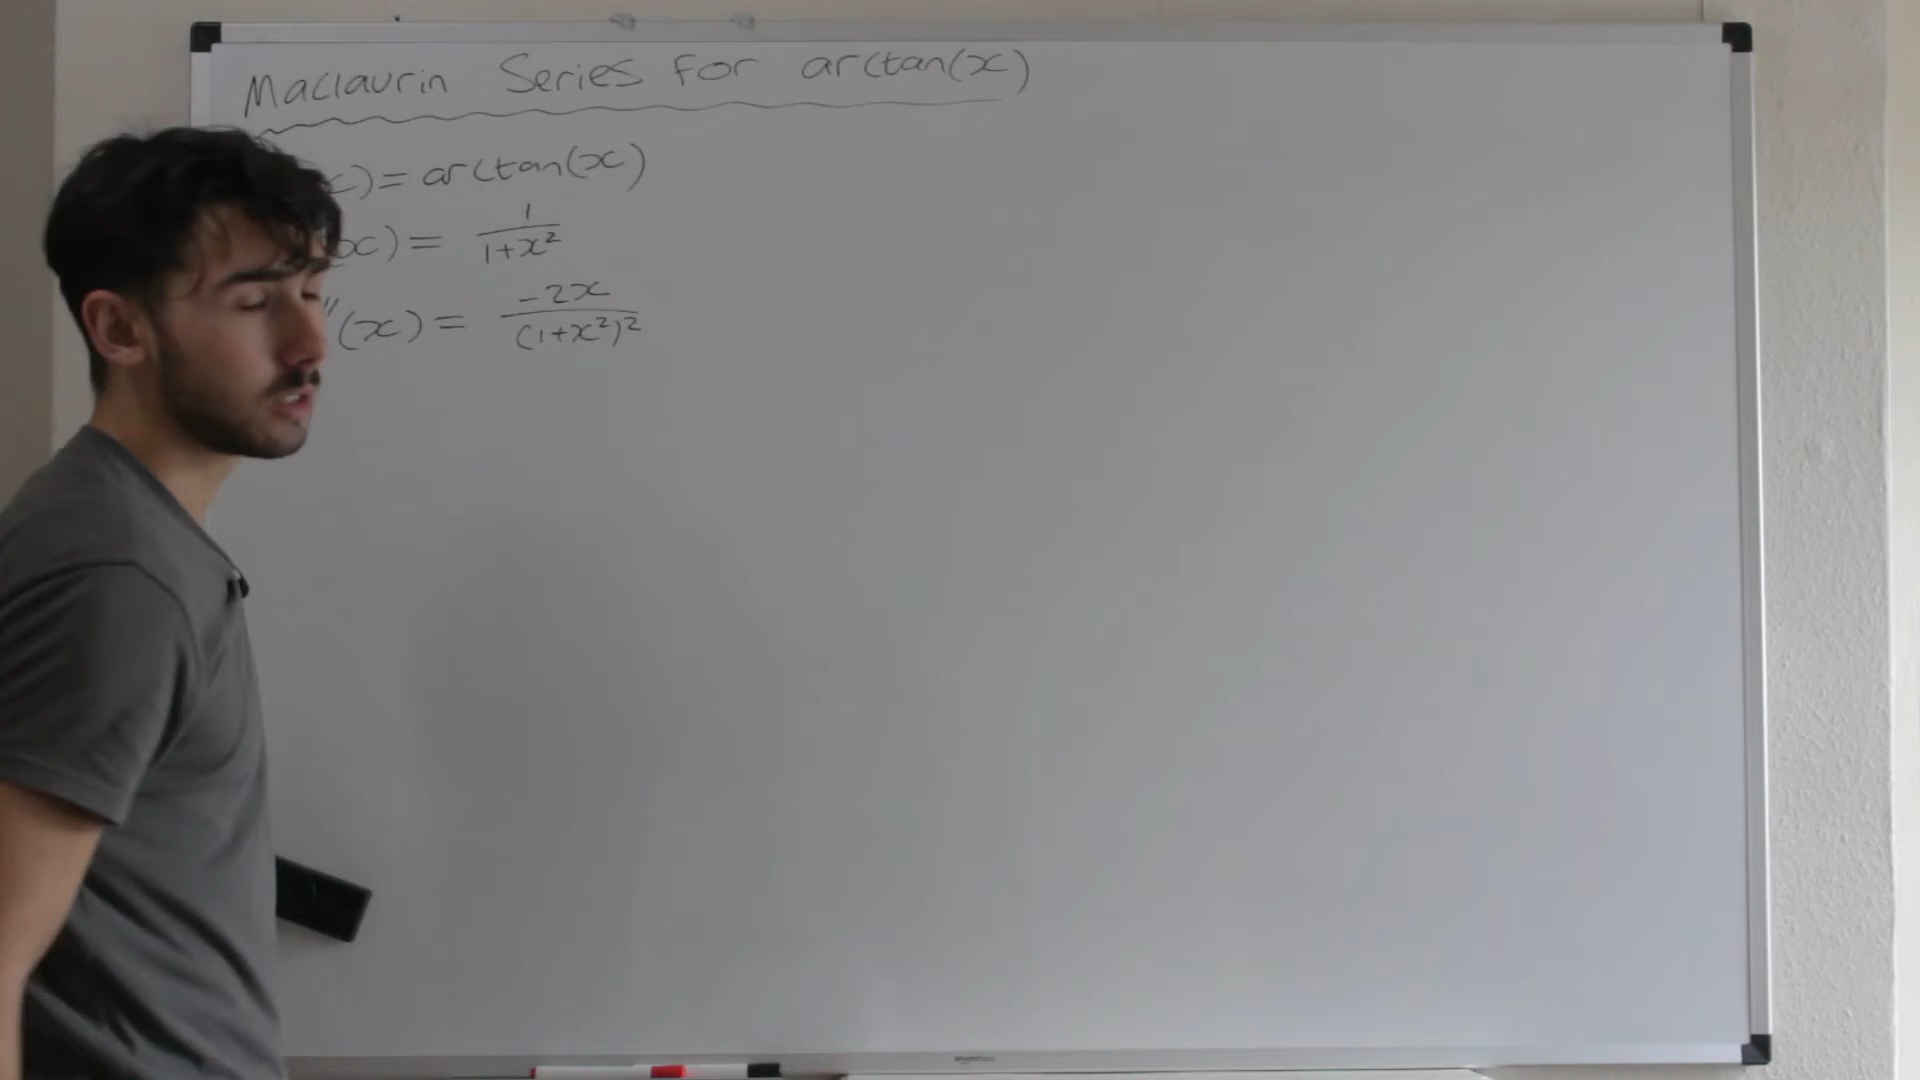 Maclaurin Series for arctan(x)
x) = arctan(x)
(x) = 1/(1+x²)
''(x) = -2x/(1+x²)²